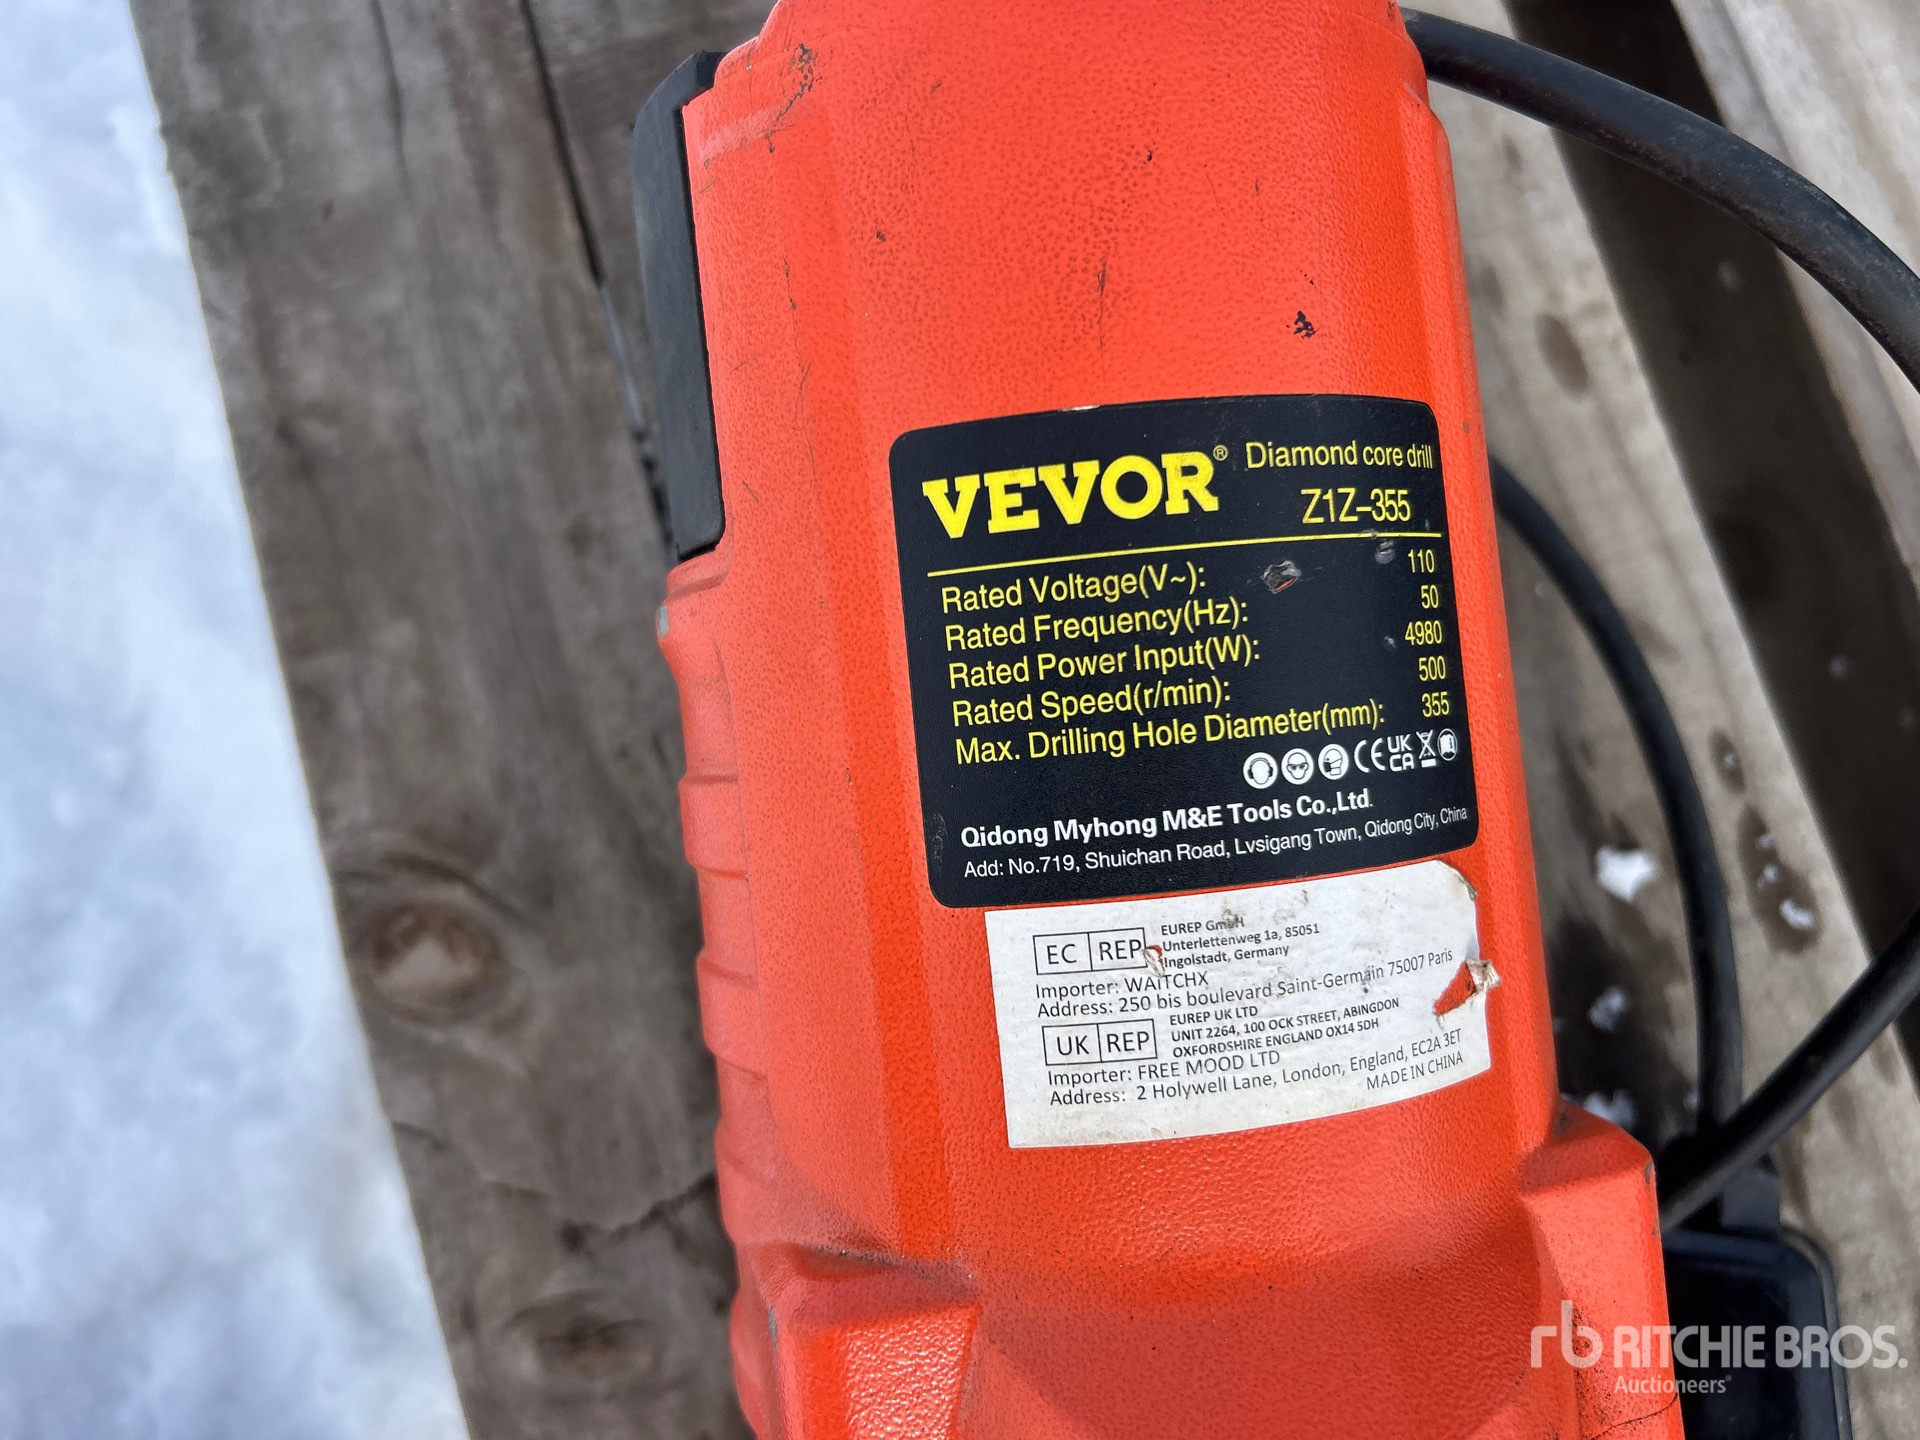 VEVOR® Diamond core drill
Z1Z-355
Rated Voltage(V~): 110
Rated Frequency(Hz): 50
Rated Power Input(W): 4980
Rated Speed(r/min): 500
Max. Drilling Hole Diameter(mm): 355
CE UK CA
Qidong Myhong M&E Tools Co.,Ltd.
Add: No.719, Shuichan Road, Lvsigang Town, Qidong City, China
EC REP
EUREP GmbH
Unterlettenweg 1a, 85051
Ingolstadt, Germany
Importer: WAITCHX
Address: 250 bis boulevard Saint-Germain 75007 Paris
UK REP
EUREP UK LTD
UNIT 2264, 100 OCK STREET, ABINGDON
OXFORDSHIRE ENGLAND OX14 5DH
Importer: FREE MOOD LTD
Address: 2 Holywell Lane, London, England, EC2A 3ET
MADE IN CHINA
rb RITCHIE BROS.
Auctioneers®